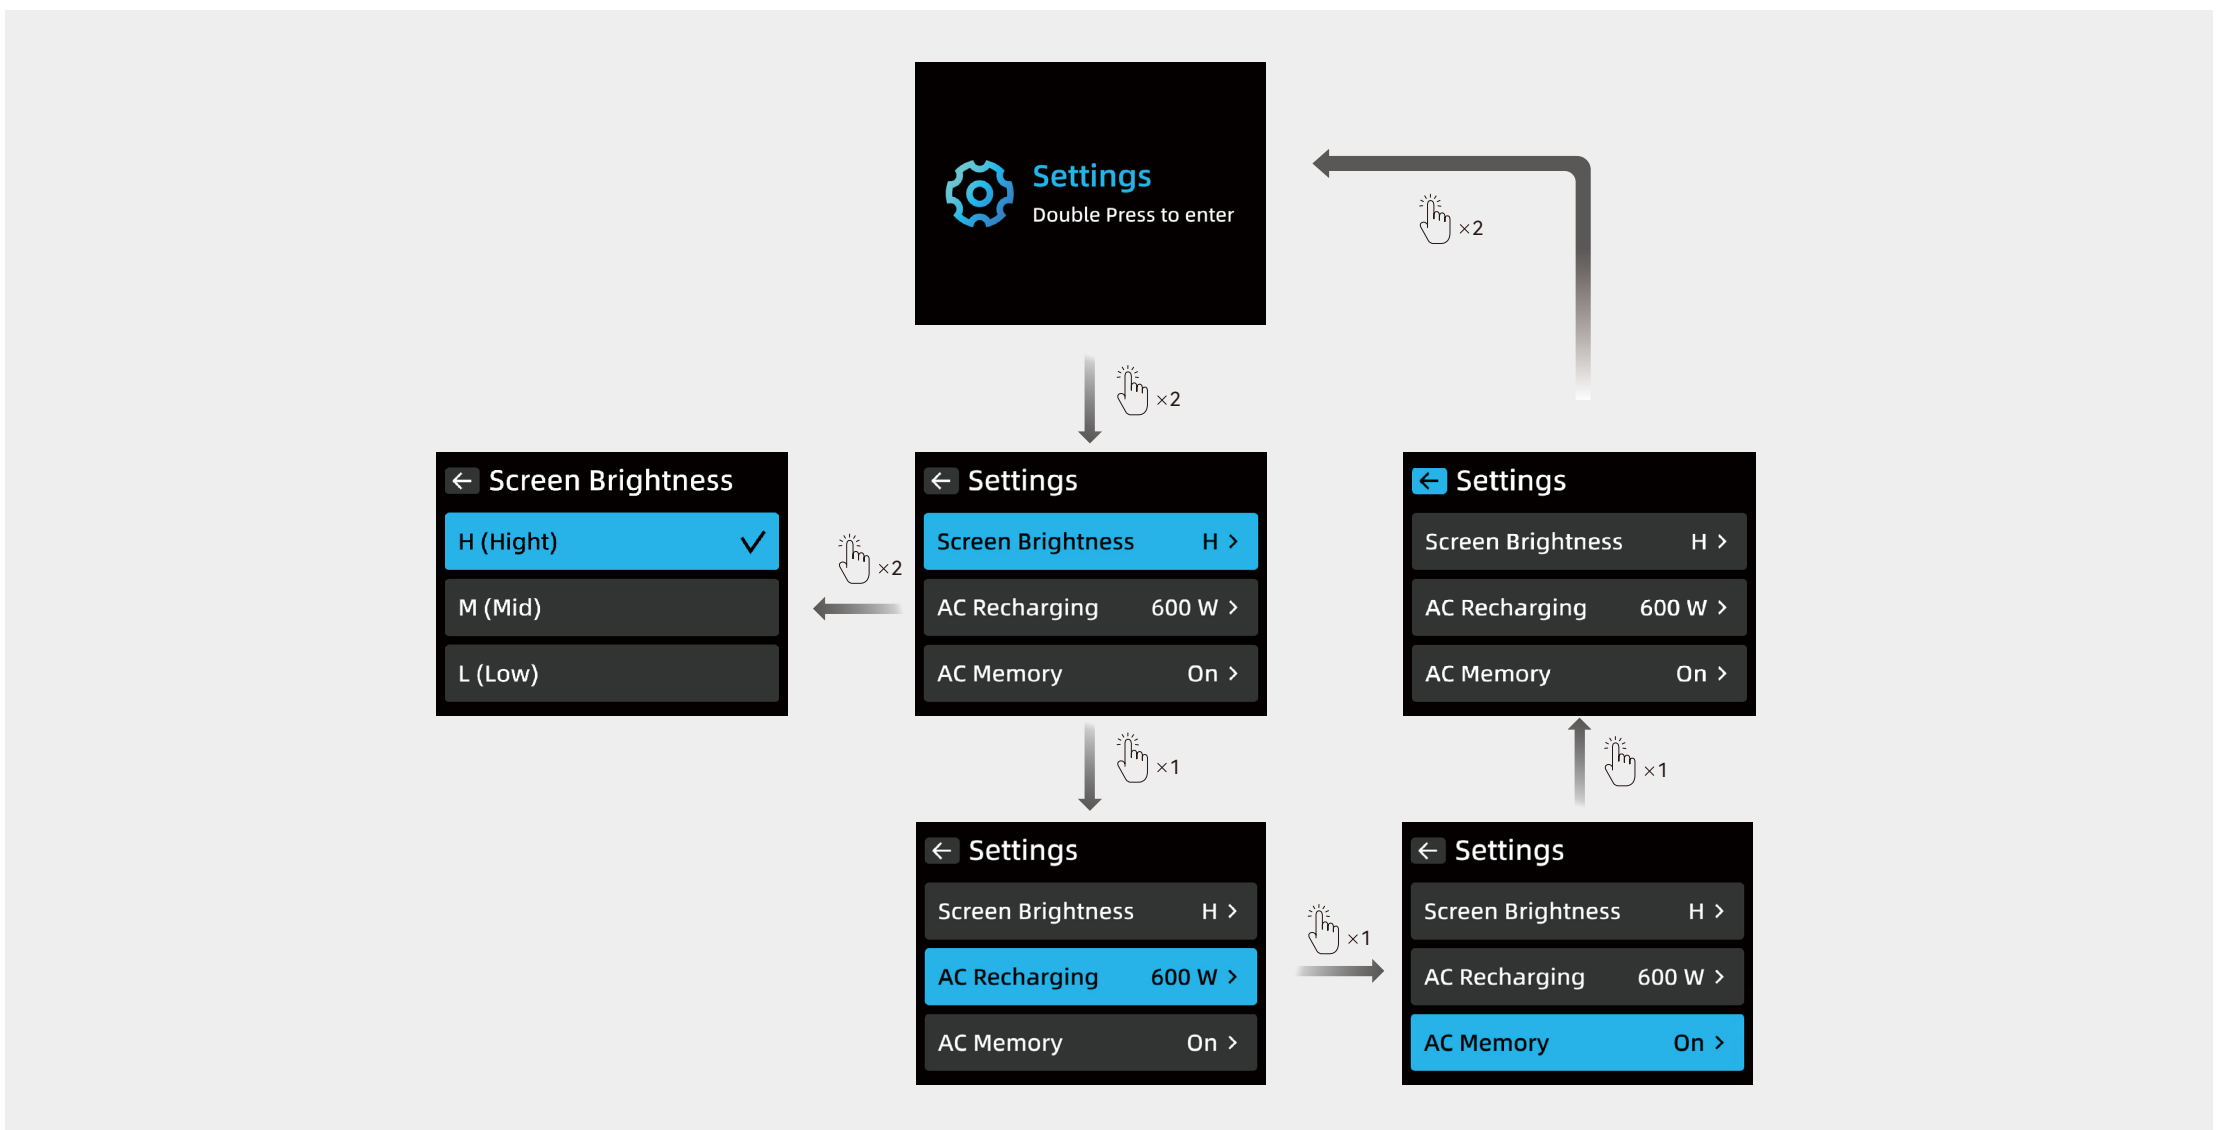 Settings
Double Press to enter
×2
×2
Screen Brightness
H (Hight)
M (Mid)
L (Low)
×2
Settings
Screen Brightness H >
AC Recharging 600 W >
AC Memory On >
Settings
Screen Brightness H >
AC Recharging 600 W >
AC Memory On >
×1
×1
Settings
Screen Brightness H >
AC Recharging 600 W >
AC Memory On >
×1
Settings
Screen Brightness H >
AC Recharging 600 W >
AC Memory On >